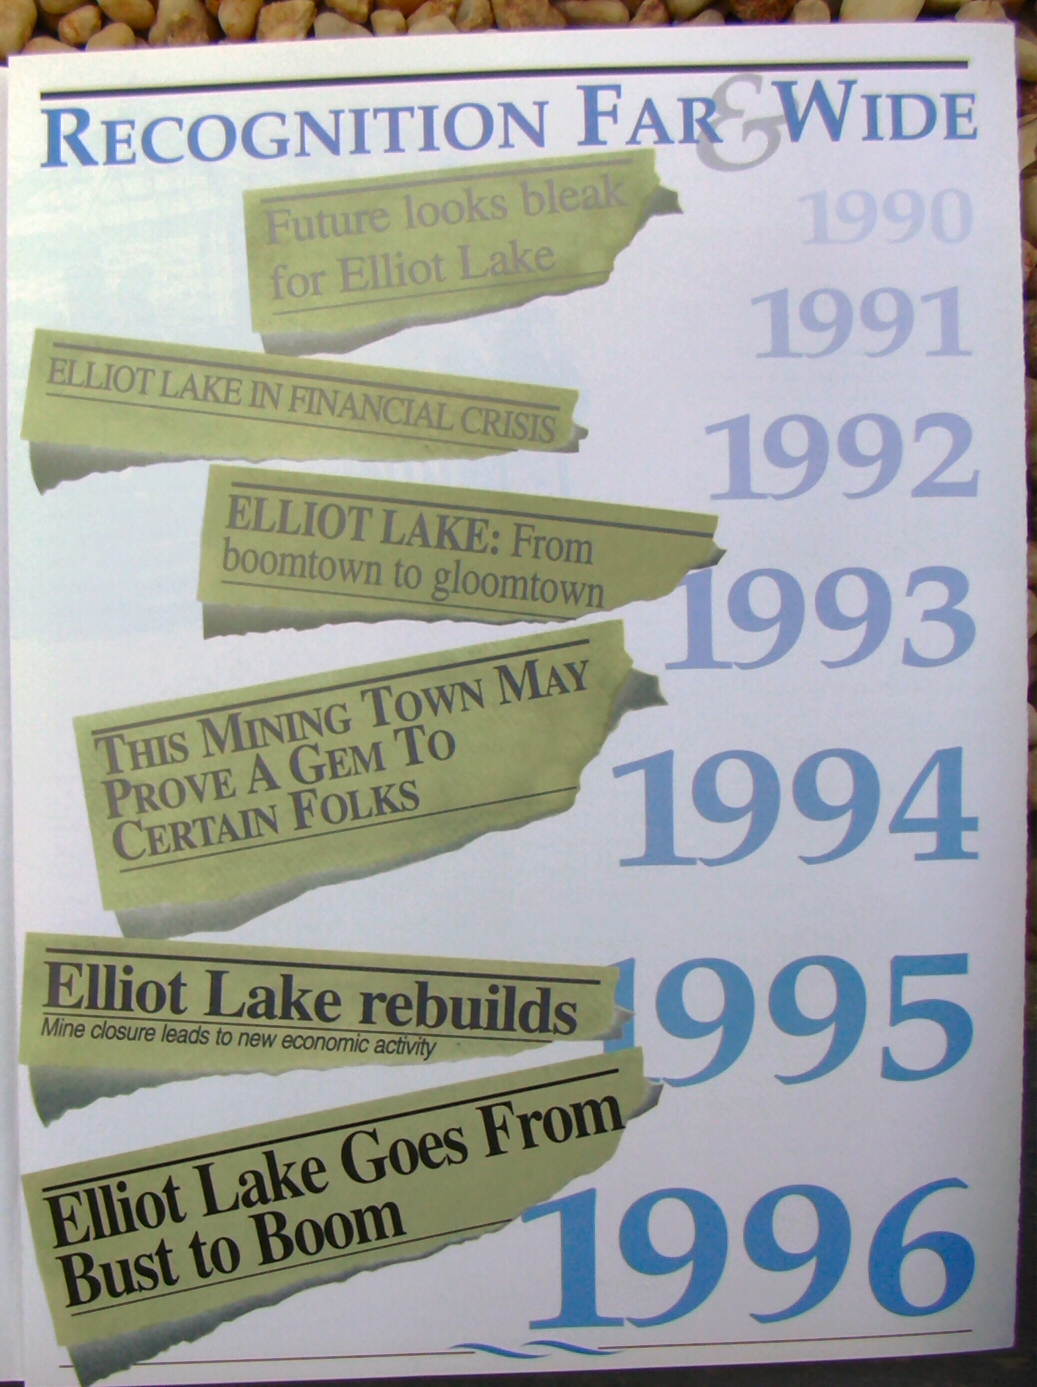 RECOGNITION FAR & WIDE
Future looks bleak
for Elliot Lake
1990
1991
ELLIOT LAKE IN FINANCIAL CRISIS
1992
ELLIOT LAKE: From
boomtown to gloomtown
1993
THIS MINING TOWN MAY
PROVE A GEM TO
CERTAIN FOLKS
1994
Elliot Lake rebuilds
Mine closure leads to new economic activity
1995
Elliot Lake Goes From
Bust to Boom
1996